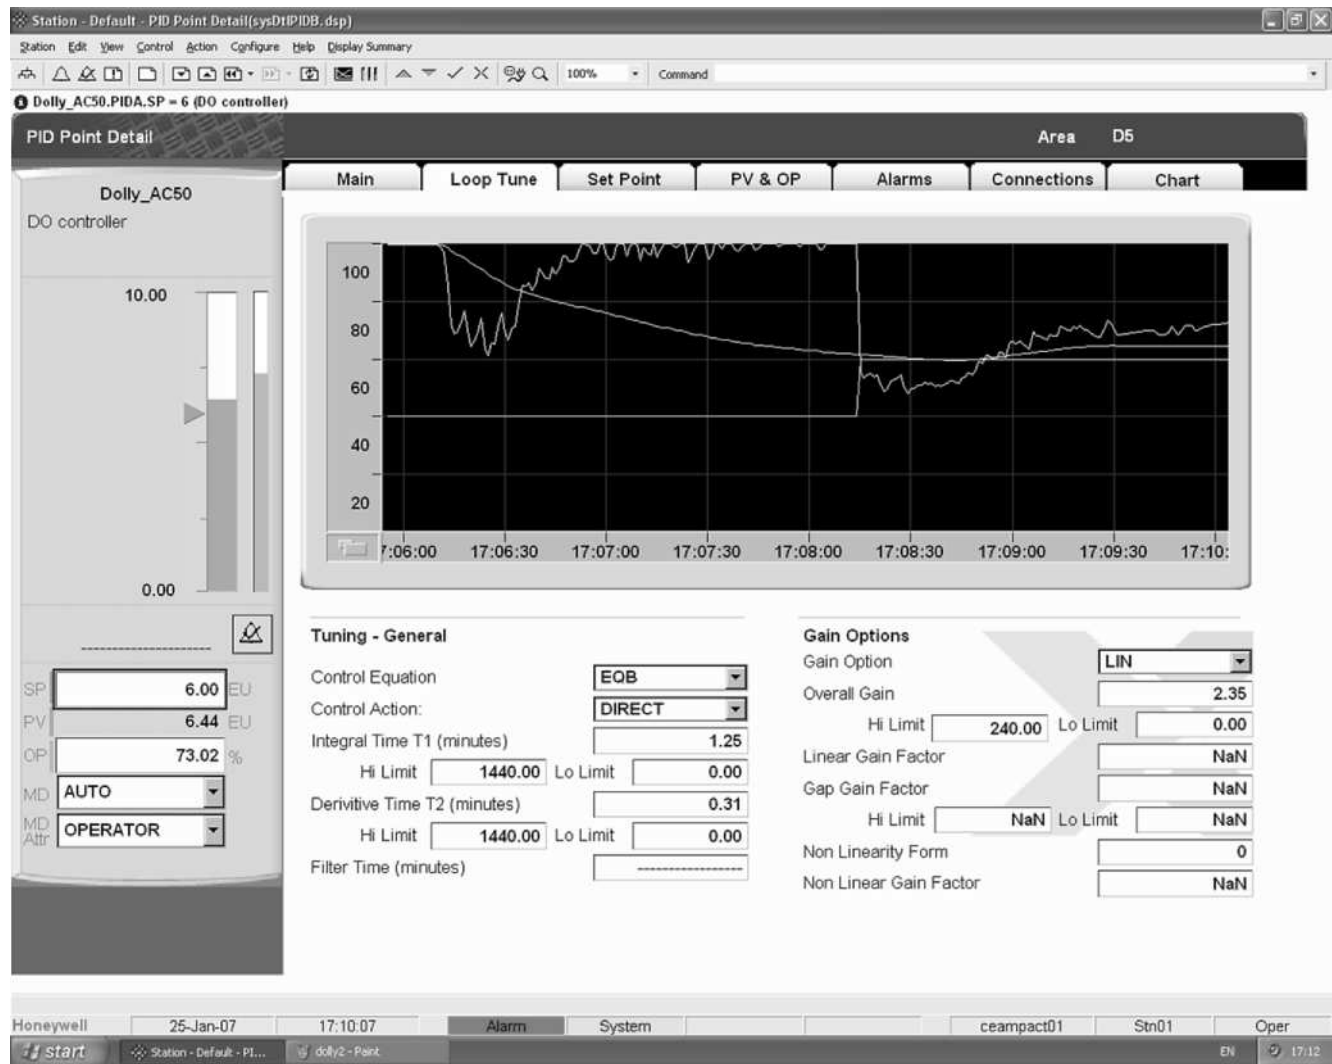 Station - Default - PID Point Detail(sysDtlPIDB.dsp)
Station Edit View Control Action Configure Help Display Summary
100% Command
Dolly_AC50.PIDA.SP = 6 (DO controller)
PID Point Detail Area D5
Main Loop Tune Set Point PV & OP Alarms Connections Chart
Dolly_AC50
DO controller
10.00
0.00
100
80
60
40
20
7:06:00 17:06:30 17:07:00 17:07:30 17:08:00 17:08:30 17:09:00 17:09:30 17:10:
SP 6.00 EU
PV 6.44 EU
OP 73.02 %
MD AUTO
MD Attr OPERATOR
Tuning - General
Control Equation EQB
Control Action: DIRECT
Integral Time T1 (minutes) 1.25
Hi Limit 1440.00 Lo Limit 0.00
Derivitive Time T2 (minutes) 0.31
Hi Limit 1440.00 Lo Limit 0.00
Filter Time (minutes) -----------------
Gain Options
Gain Option LIN
Overall Gain 2.35
Hi Limit 240.00 Lo Limit 0.00
Linear Gain Factor NaN
Gap Gain Factor NaN
Hi Limit NaN Lo Limit NaN
Non Linearity Form 0
Non Linear Gain Factor NaN
Honeywell 25-Jan-07 17:10:07 Alarm System ceampact01 Stn01 Oper
start Station - Default - PI... dolly2 - Paint EN 17:12